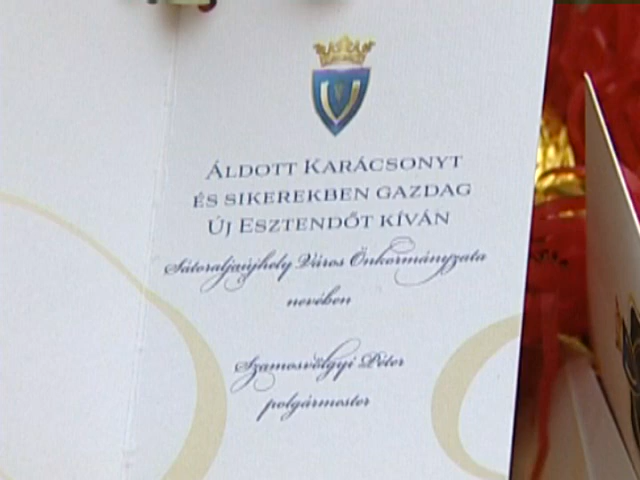 ÁLDOTT KARÁCSONYT
ÉS SIKEREKBEN GAZDAG
ÚJ ESZTENDŐT KÍVÁN
Sátoraljaújhely Város Önkormányzata
nevében
Szamosvölgyi Péter
polgármester